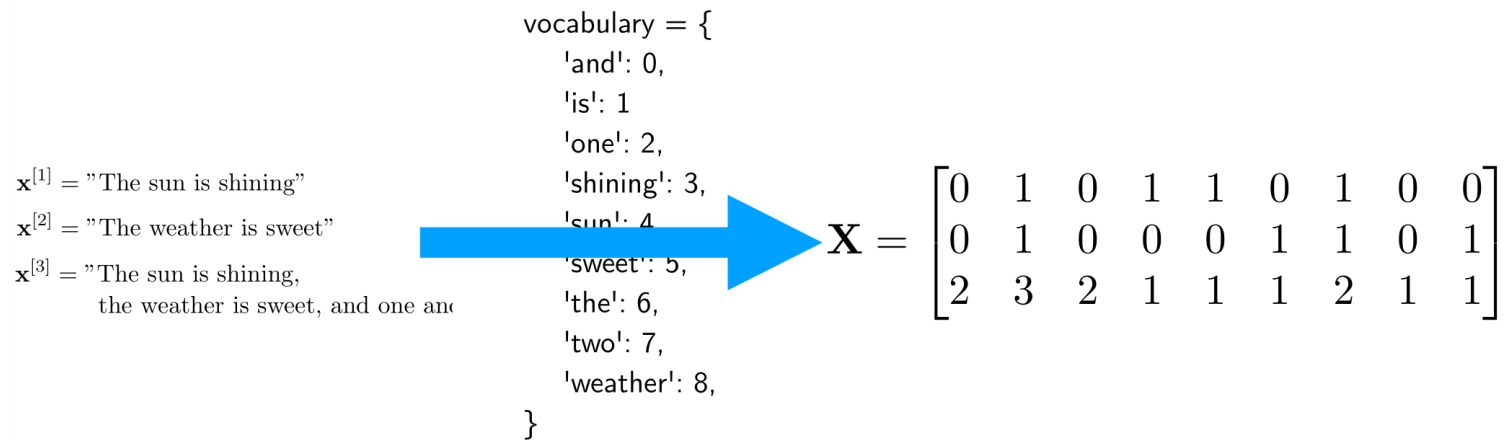 x[1] = ”The sun is shining”
x[2] = ”The weather is sweet”
x[3] = ”The sun is shining,
the weather is sweet, and one and
vocabulary = {
'and': 0,
'is': 1
'one': 2,
'shining': 3,
'sun': 4
'sweet': 5,
'the': 6,
'two': 7,
'weather': 8,
}
X =
0 1 0 1 1 0 1 0 0
0 1 0 0 0 1 1 0 1
2 3 2 1 1 1 2 1 1